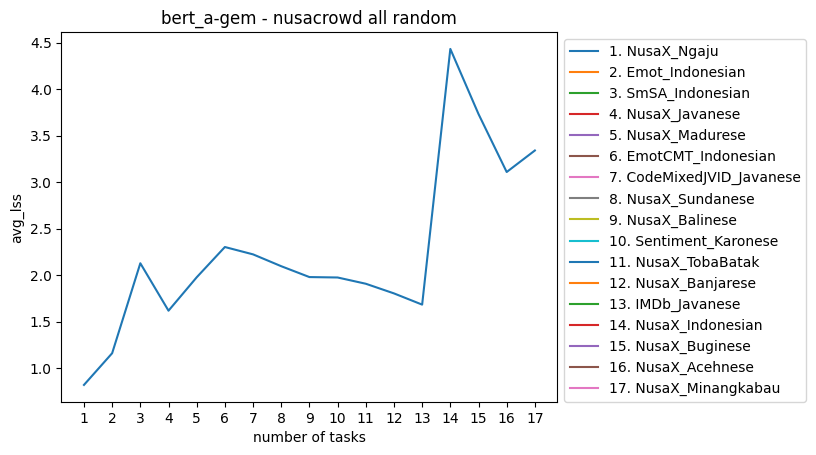 bert_a-gem - nusacrowd all random
avg_lss
4.5
4.0
3.5
3.0
2.5
2.0
1.5
1.0
1 2 3 4 5 6 7 8 9 10 11 12 13 14 15 16 17
number of tasks
1. NusaX_Ngaju
2. Emot_Indonesian
3. SmSA_Indonesian
4. NusaX_Javanese
5. NusaX_Madurese
6. EmotCMT_Indonesian
7. CodeMixedJVID_Javanese
8. NusaX_Sundanese
9. NusaX_Balinese
10. Sentiment_Karonese
11. NusaX_TobaBatak
12. NusaX_Banjarese
13. IMDb_Javanese
14. NusaX_Indonesian
15. NusaX_Buginese
16. NusaX_Acehnese
17. NusaX_Minangkabau